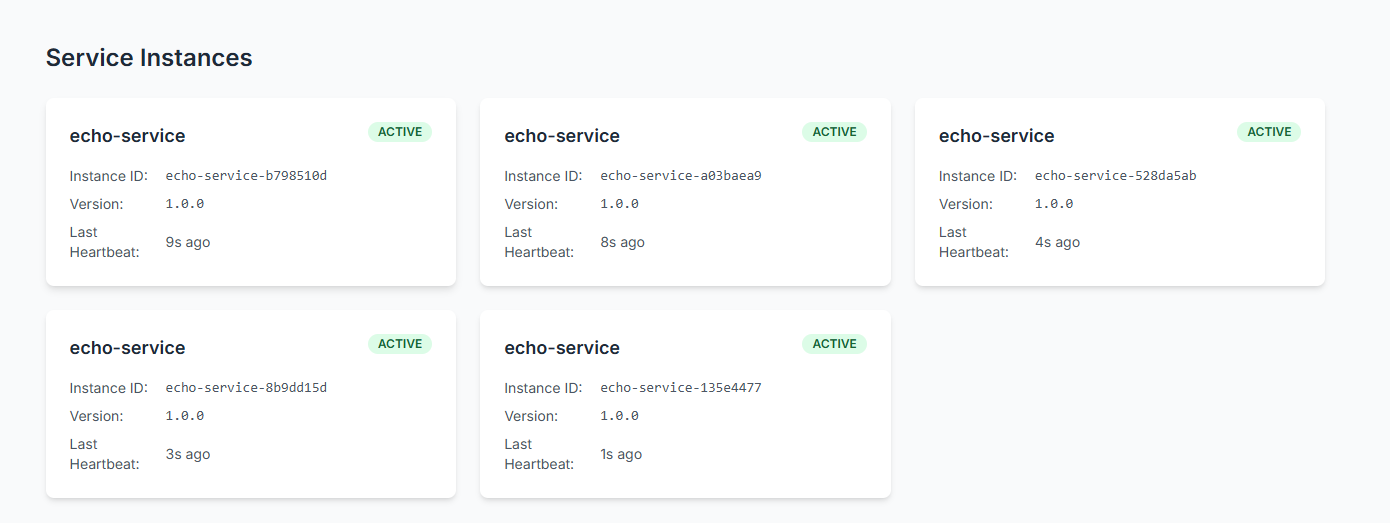 Service Instances
echo-service
ACTIVE
Instance ID: echo-service-b798510d
Version: 1.0.0
Last
Heartbeat: 9s ago
echo-service
ACTIVE
Instance ID: echo-service-a03baea9
Version: 1.0.0
Last
Heartbeat: 8s ago
echo-service
ACTIVE
Instance ID: echo-service-528da5ab
Version: 1.0.0
Last
Heartbeat: 4s ago
echo-service
ACTIVE
Instance ID: echo-service-8b9dd15d
Version: 1.0.0
Last
Heartbeat: 3s ago
echo-service
ACTIVE
Instance ID: echo-service-135e4477
Version: 1.0.0
Last
Heartbeat: 1s ago